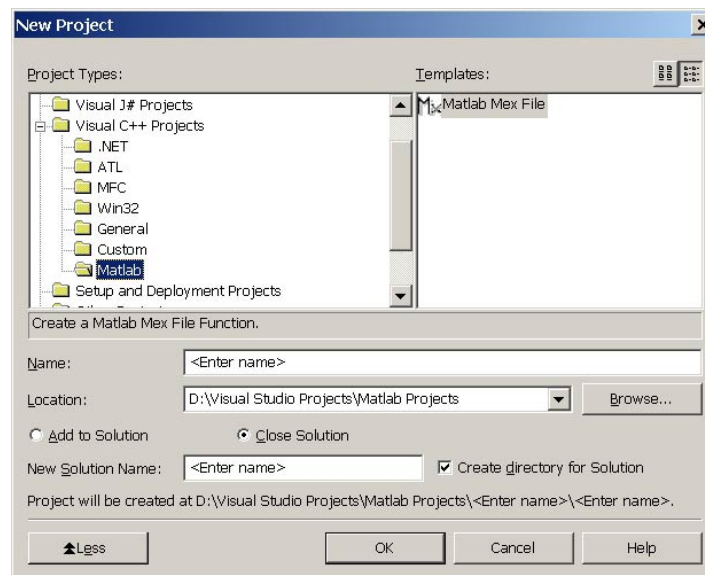 New Project
Project Types:
Templates:
Visual J# Projects
Visual C++ Projects
.NET
ATL
MFC
Win32
General
Custom
Matlab
Setup and Deployment Projects
Matlab Mex File
Create a Matlab Mex File Function.
Name:
<Enter name>
Location:
D:\Visual Studio Projects\Matlab Projects
Browse...
Add to Solution
Close Solution
New Solution Name:
<Enter name>
Create directory for Solution
Project will be created at D:\Visual Studio Projects\Matlab Projects\<Enter name>\<Enter name>.
Less
OK
Cancel
Help